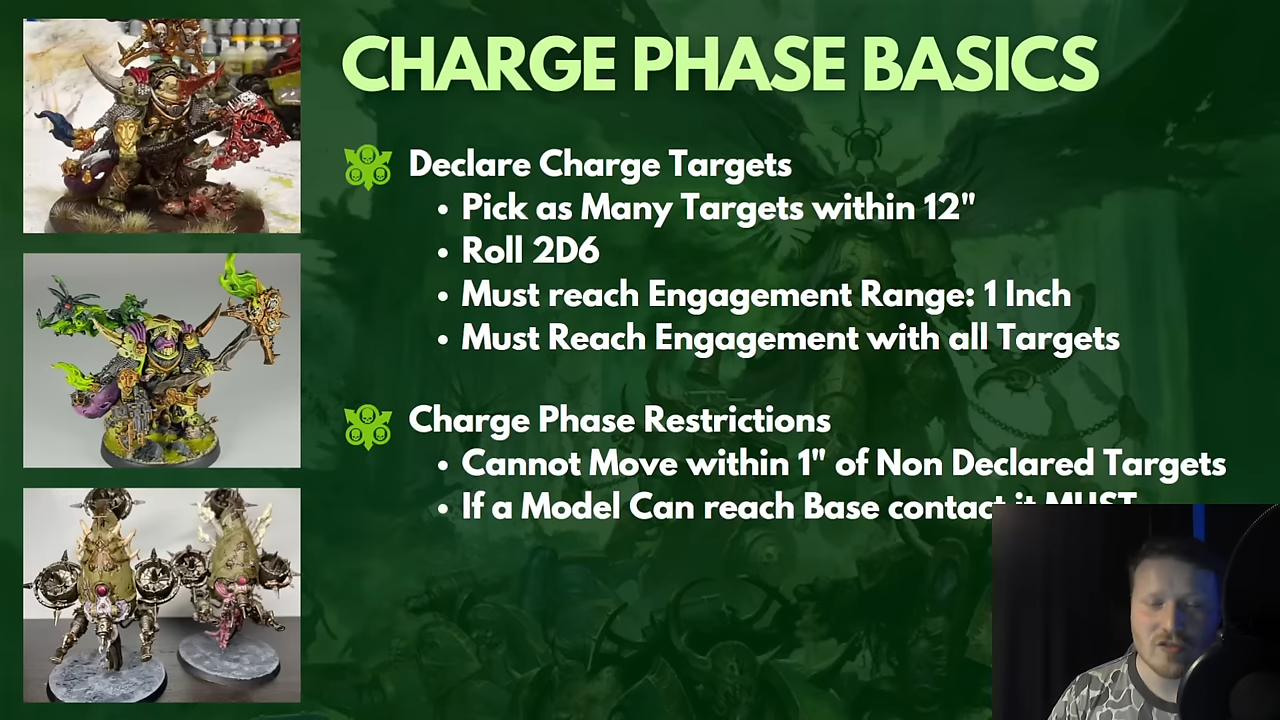 CHARGE PHASE BASICS
Declare Charge Targets
• Pick as Many Targets within 12"
• Roll 2D6
• Must reach Engagement Range: 1 Inch
• Must Reach Engagement with all Targets
Charge Phase Restrictions
• Cannot Move within 1" of Non Declared Targets
• If a Model Can reach Base contact it MUST